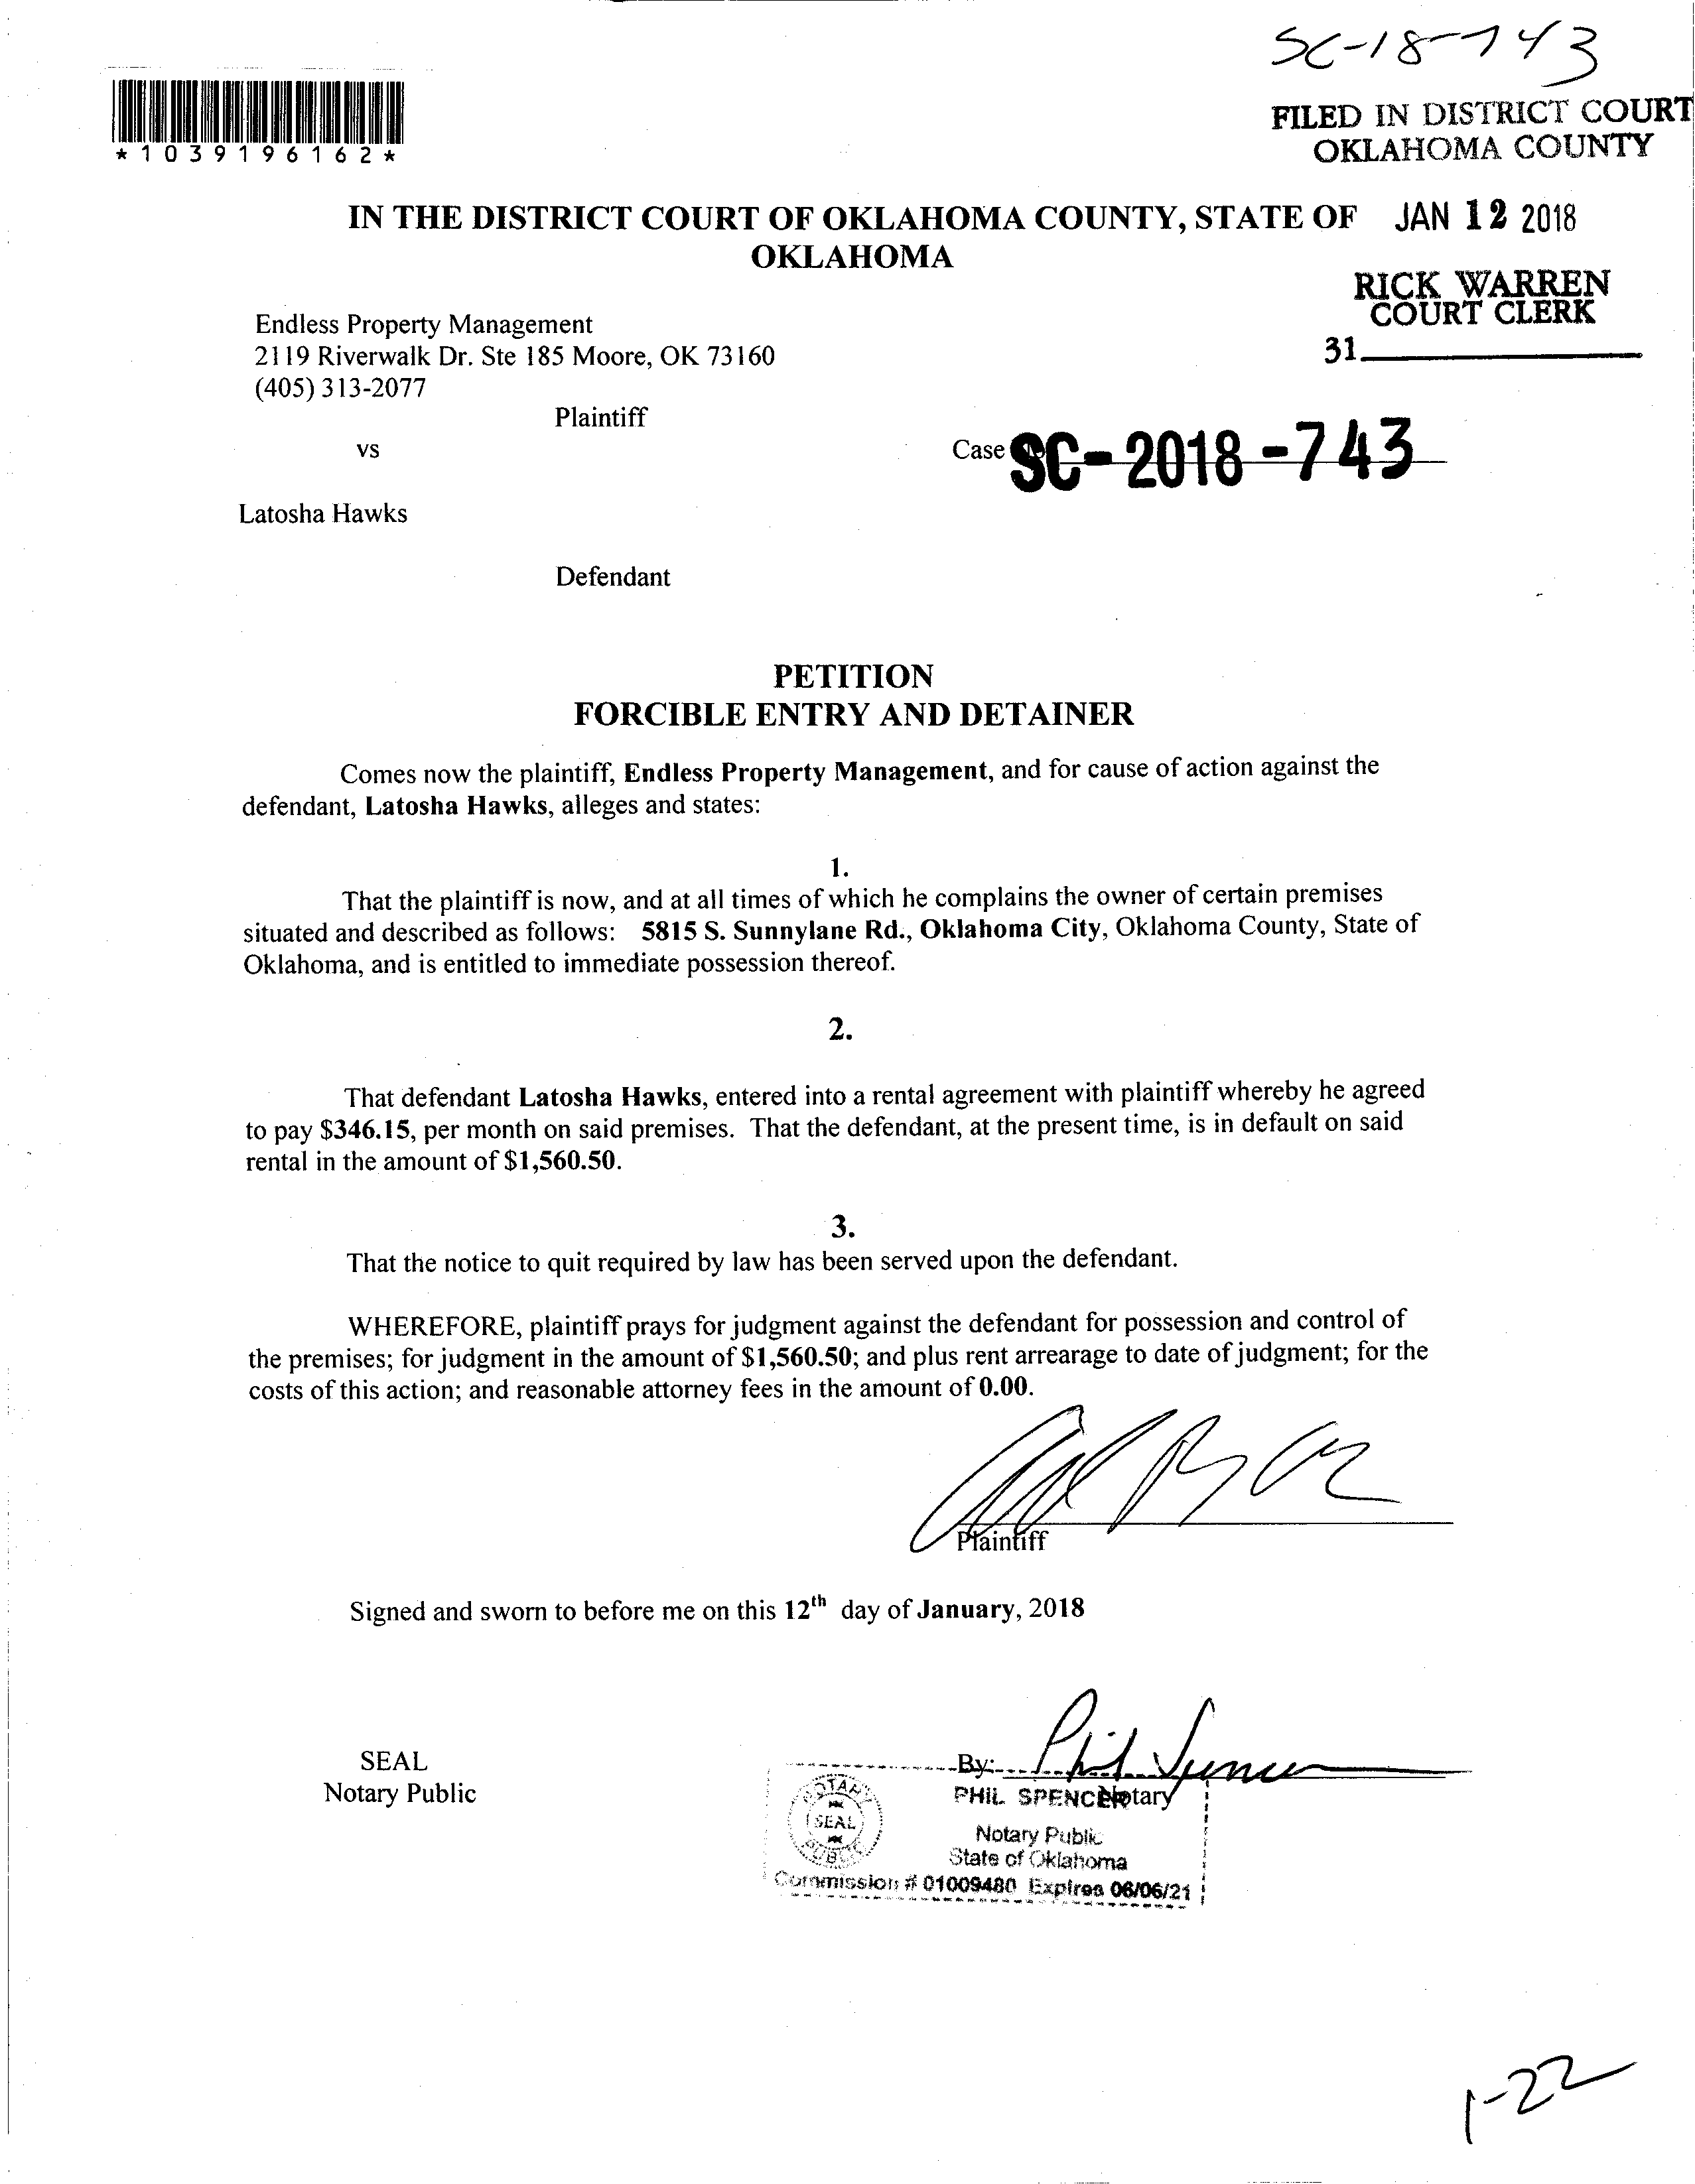 SC-18-743
*1039196162*
FILED IN DISTRICT COURT
OKLAHOMA COUNTY
IN THE DISTRICT COURT OF OKLAHOMA COUNTY, STATE OF
OKLAHOMA
JAN 12 2018
RICK WARREN
COURT CLERK
31
Endless Property Management
2119 Riverwalk Dr. Ste 185 Moore, OK 73160
(405) 313-2077
Plaintiff
vs
Case SC-2018-743
Latosha Hawks
Defendant
PETITION
FORCIBLE ENTRY AND DETAINER
Comes now the plaintiff, Endless Property Management, and for cause of action against the
defendant, Latosha Hawks, alleges and states:
1.
That the plaintiff is now, and at all times of which he complains the owner of certain premises
situated and described as follows: 5815 S. Sunnylane Rd., Oklahoma City, Oklahoma County, State of
Oklahoma, and is entitled to immediate possession thereof.
2.
That defendant Latosha Hawks, entered into a rental agreement with plaintiff whereby he agreed
to pay $346.15, per month on said premises. That the defendant, at the present time, is in default on said
rental in the amount of $1,560.50.
3.
That the notice to quit required by law has been served upon the defendant.
WHEREFORE, plaintiff prays for judgment against the defendant for possession and control of
the premises; for judgment in the amount of $1,560.50; and plus rent arrearage to date of judgment; for the
costs of this action; and reasonable attorney fees in the amount of 0.00.
Plaintiff
Signed and sworn to before me on this 12th day of January, 2018
SEAL
Notary Public
By: Phil Spencer
Notary
NOTARY
SEAL
PUBLIC
PHIL SPENCER
Notary Public
State of Oklahoma
Commission # 01009480 Expires 06/06/21
1-22